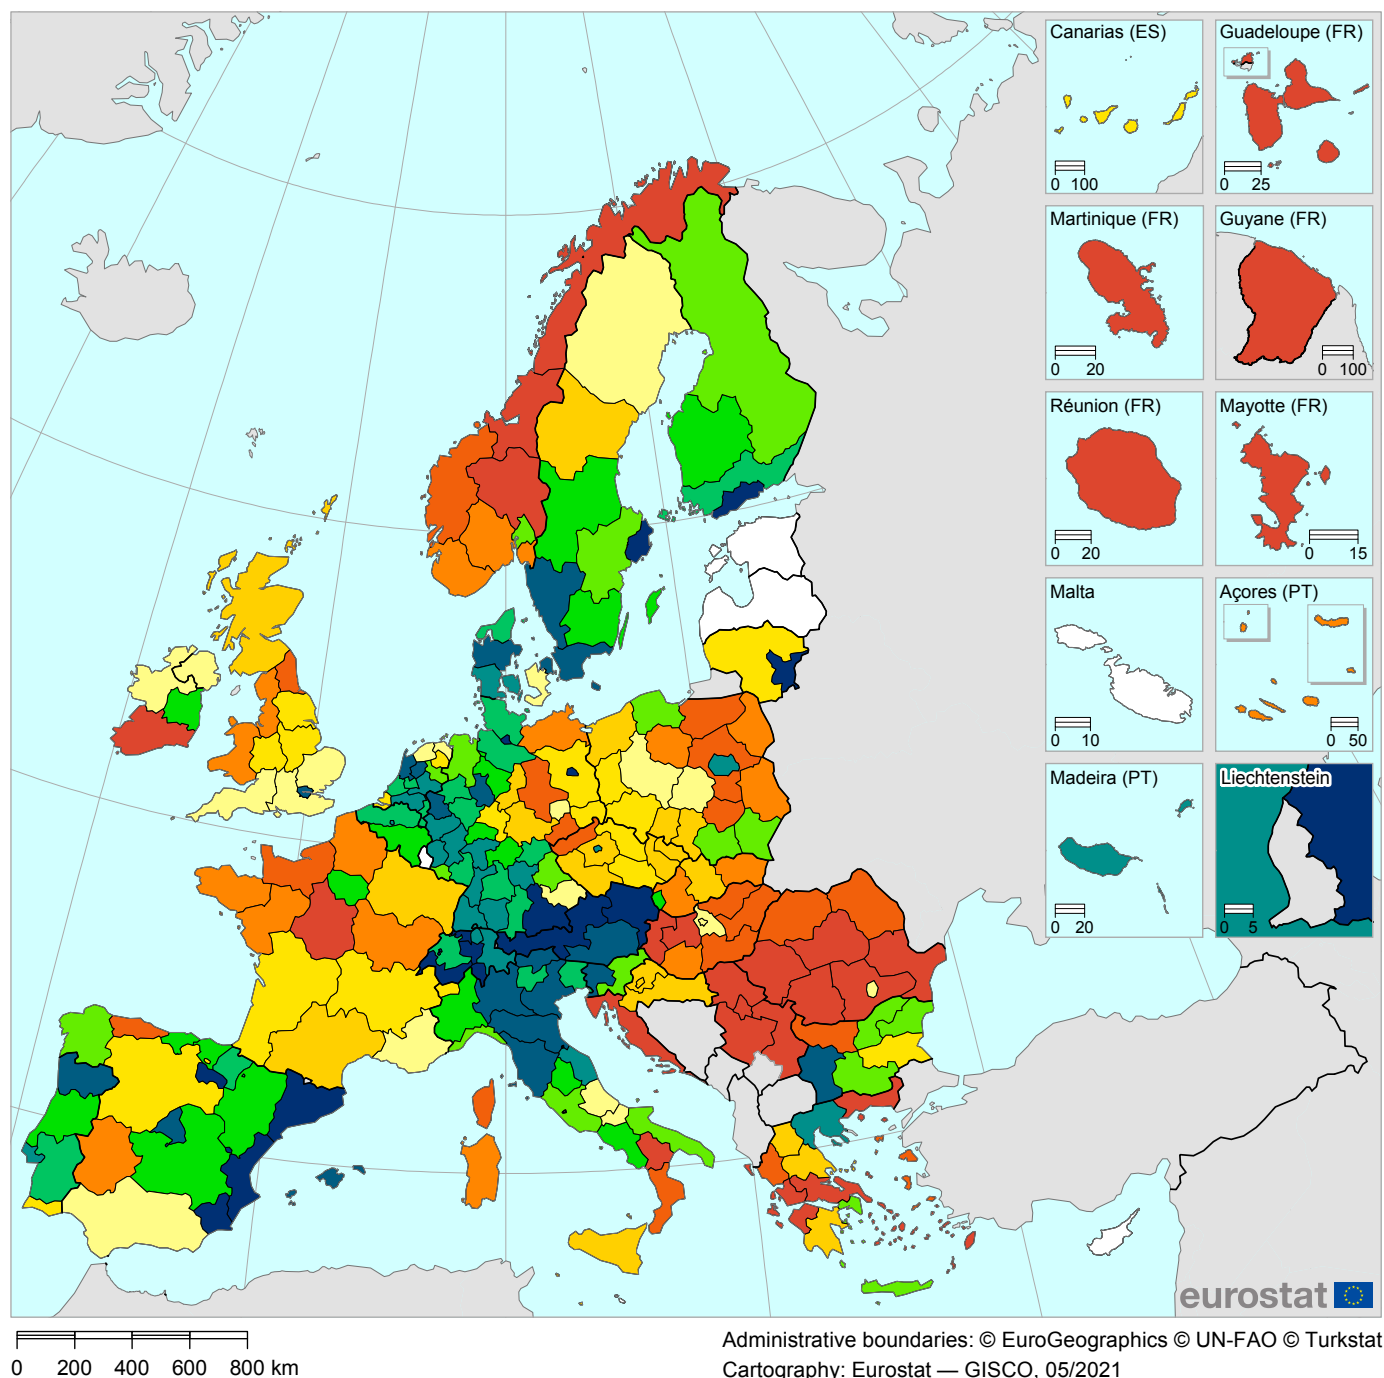 Canarias (ES)
0 100
Guadeloupe (FR)
0 25
Martinique (FR)
0 20
Guyane (FR)
0 100
Réunion (FR)
0 20
Mayotte (FR)
0 15
Malta
0 10
Açores (PT)
0 50
Madeira (PT)
0 20
Liechtenstein
0 5
eurostat
0 200 400 600 800 km
Administrative boundaries: © EuroGeographics © UN-FAO © Turkstat
Cartography: Eurostat — GISCO, 05/2021